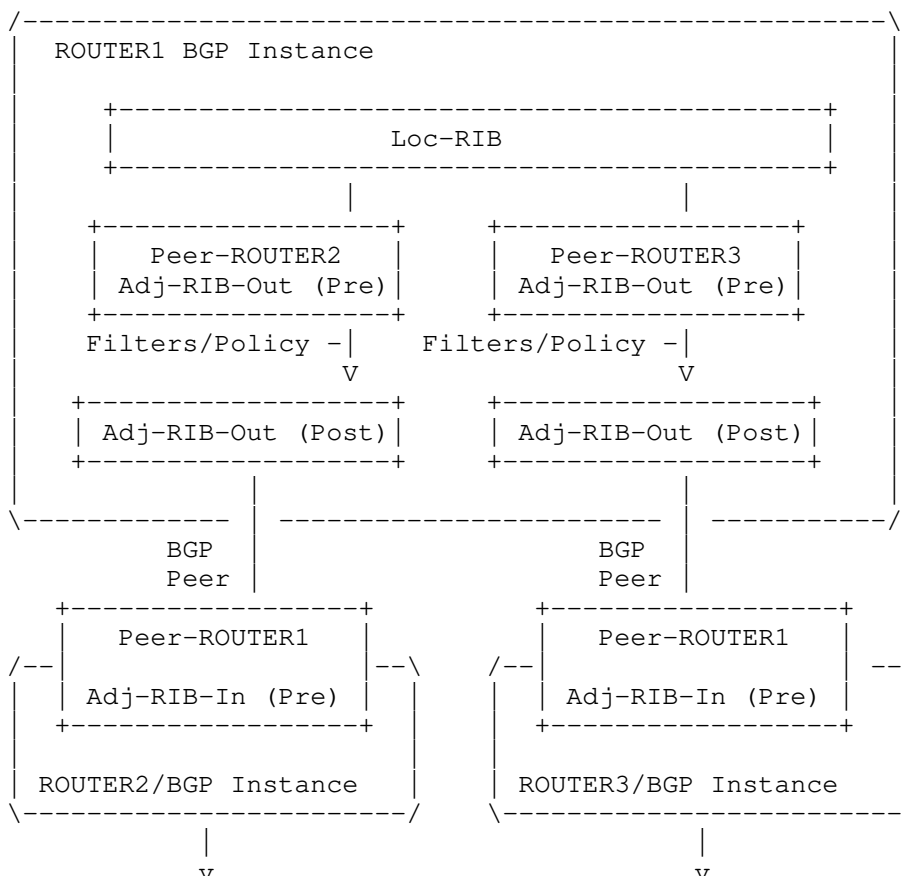 ROUTER1 BGP Instance
Loc-RIB
Peer-ROUTER2 Peer-ROUTER3
Adj-RIB-Out (Pre) Adj-RIB-Out (Pre)
Filters/Policy -| Filters/Policy -|
V V
Adj-RIB-Out (Post) Adj-RIB-Out (Post)
BGP BGP
Peer Peer
Peer-ROUTER1 Peer-ROUTER1
Adj-RIB-In (Pre) Adj-RIB-In (Pre)
ROUTER2/BGP Instance ROUTER3/BGP Instance
v v